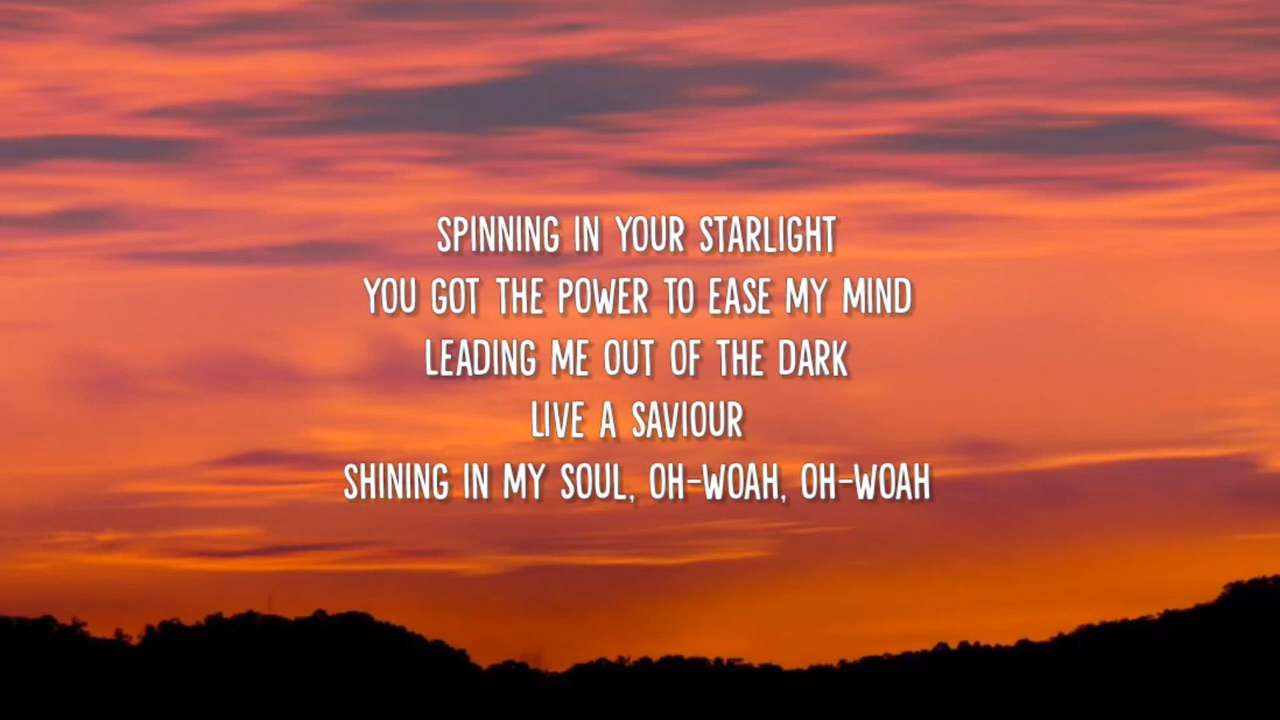 SPINNING IN YOUR STARLIGHT
YOU GOT THE POWER TO EASE MY MIND
LEADING ME OUT OF THE DARK
LIVE A SAVIOUR
SHINING IN MY SOUL, OH-WOAH, OH-WOAH